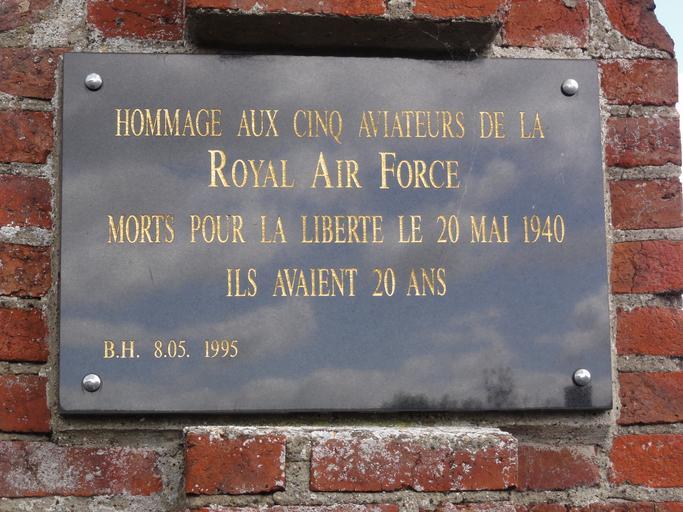 HOMMAGE AUX CINQ AVIATEURS DE LA
ROYAL AIR FORCE
MORTS POUR LA LIBERTE LE 20 MAI 1940
ILS AVAIENT 20 ANS
B.H. 8.05. 1995